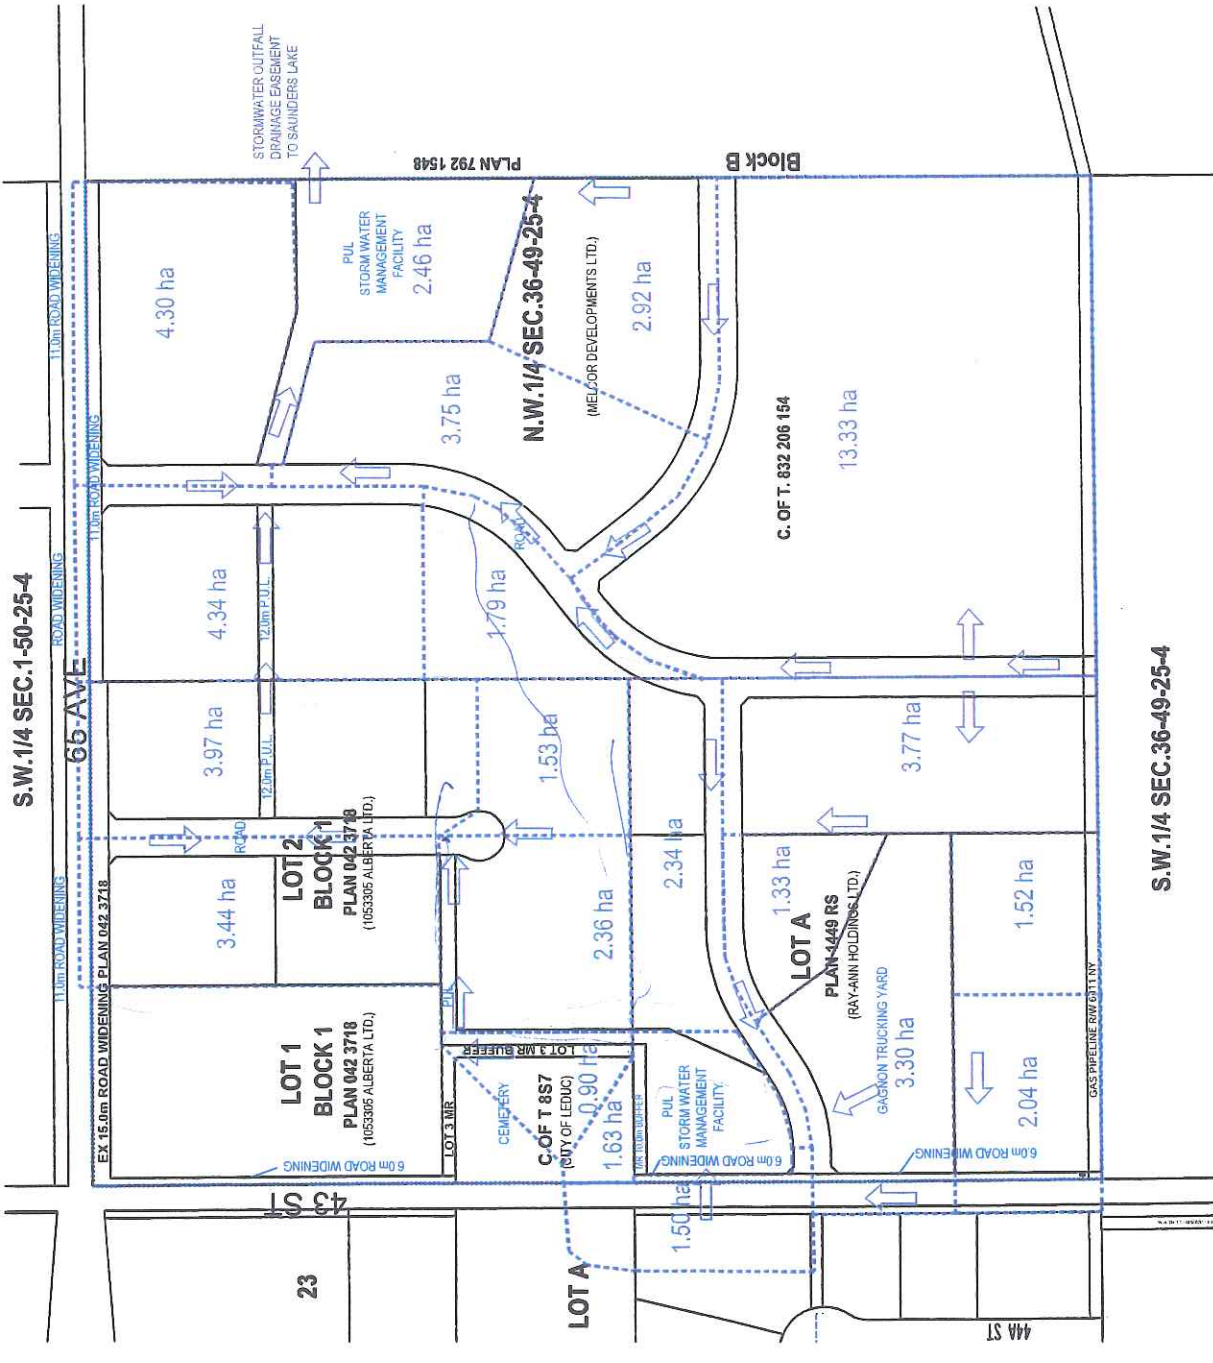 STORMWATER OUTFALL
DRAINAGE EASEMENT
TO SAUNDERS LAKE
S.W.1/4 SEC.1-50-25-4
66 AVE
11.0m ROAD WIDENING
ROAD WIDENING
11.0m ROAD WIDENING
11.0m ROAD WIDENING
EX 15.0m ROAD WIDENING PLAN 042 3718
PLAN 792 1548
Block B
4.30 ha
PUL
STORM WATER
MANAGEMENT
FACILITY
2.46 ha
N.W.1/4 SEC.36-49-25-4
(MELCOR DEVELOPMENTS LTD.)
2.92 ha
3.75 ha
C. OF T. 832 206 154
13.33 ha
4.34 ha
12.0m P.U.L.
1.79 ha
ROAD
3.97 ha
12.0m P.U.L.
1.53 ha
3.77 ha
ROAD
LOT 2
BLOCK 1
PLAN 042 3718
(1053305 ALBERTA LTD.)
3.44 ha
2.36 ha
2.34 ha
1.33 ha
LOT A
PLAN 1449 RS
(RAY-ANN HOLDINGS LTD.)
1.52 ha
GAGNON TRUCKING YARD
3.30 ha
2.04 ha
GAS PIPELINE R/W 6011 NY
LOT 1
BLOCK 1
PLAN 042 3718
(1053305 ALBERTA LTD.)
PUL
LOT 3 MR BUFFER
LOT 3 MR
CEMETERY
C.OF T 8S7
(CITY OF LEDUC)
0.90 ha
1.63 ha
MR 10.0m BUFFER
PUL
STORM WATER
MANAGEMENT
FACILITY
6.0m ROAD WIDENING
6.0m ROAD WIDENING
6.0m ROAD WIDENING
43 ST
1.50 ha
23
LOT A
44A ST
S.W.1/4 SEC.36-49-25-4